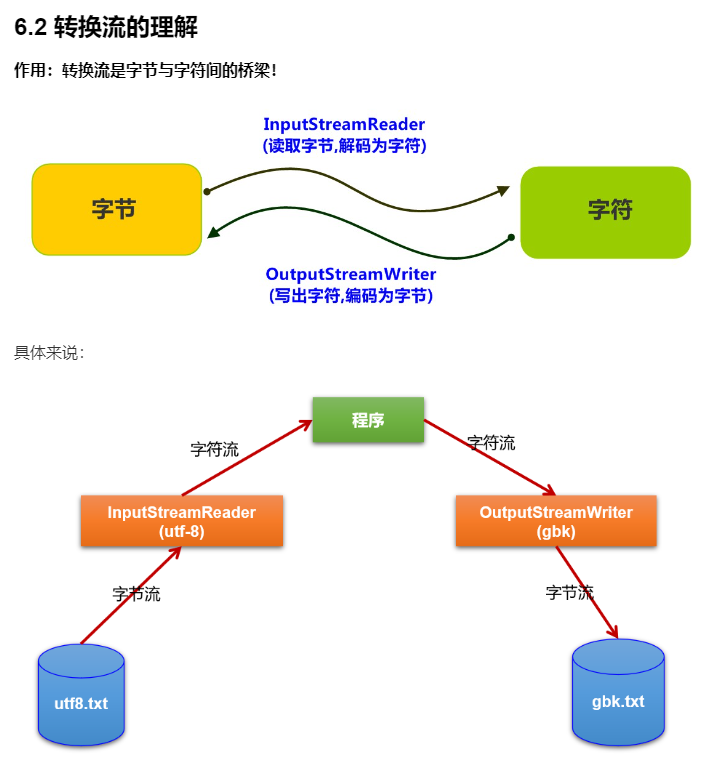 6.2 转换流的理解
作用：转换流是字节与字符间的桥梁！
InputStreamReader
(读取字节,解码为字符)
字节
字符
OutputStreamWriter
(写出字符,编码为字节)
具体来说：
程序
字符流
字符流
InputStreamReader
(utf-8)
OutputStreamWriter
(gbk)
字节流
字节流
utf8.txt
gbk.txt